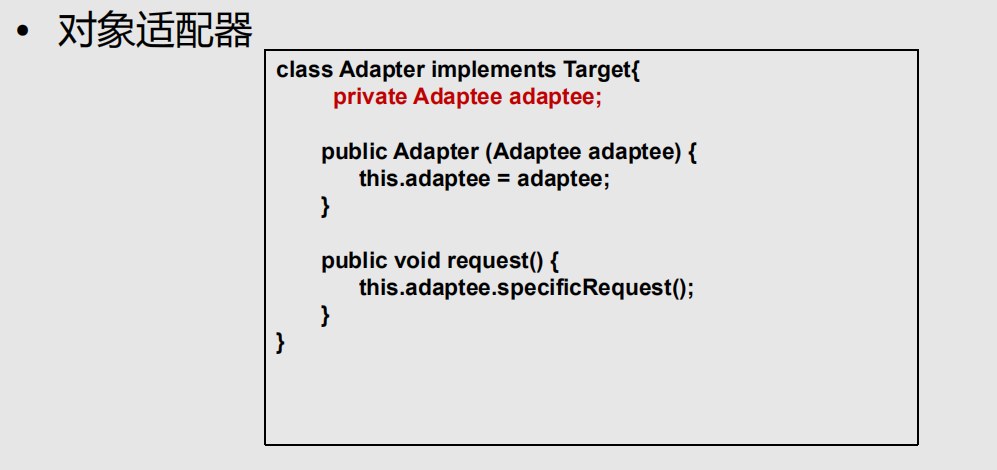 • 对象适配器
class Adapter implements Target{
private Adaptee adaptee;
public Adapter (Adaptee adaptee) {
this.adaptee = adaptee;
}
public void request() {
this.adaptee.specificRequest();
}
}